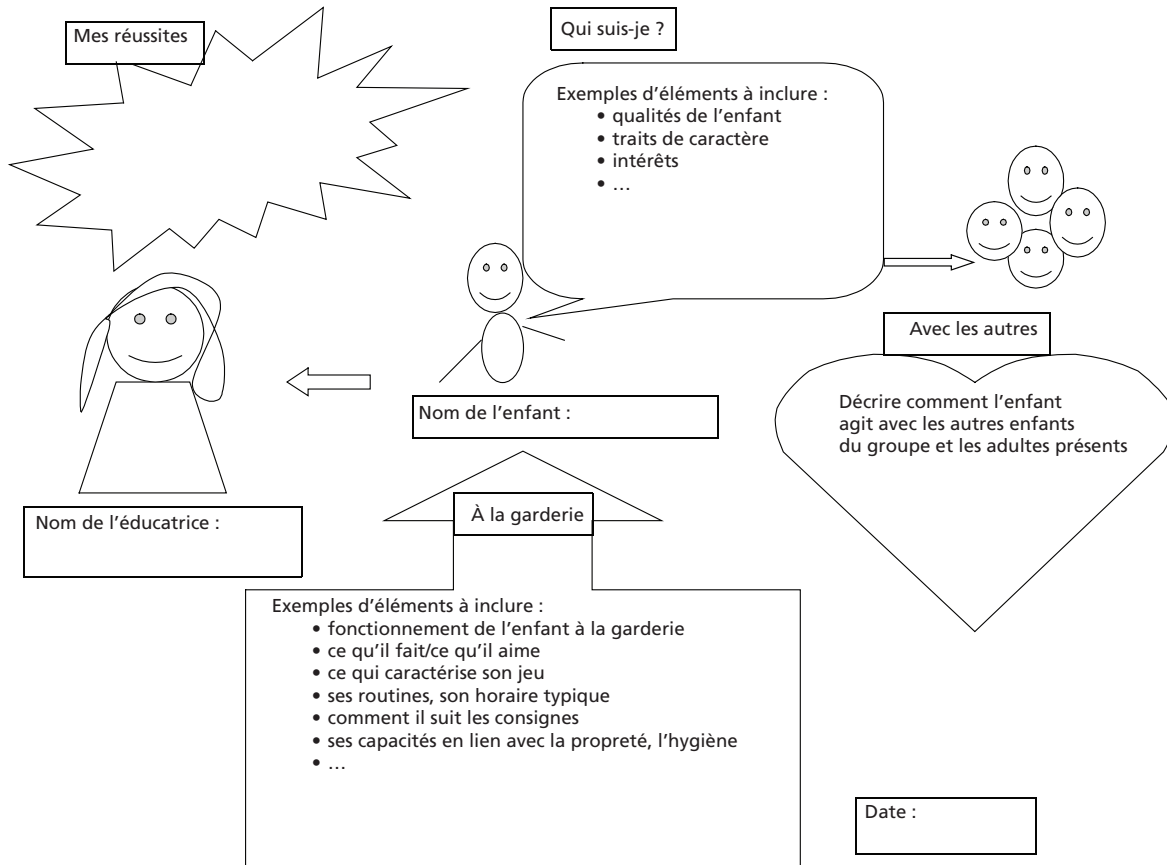 Mes réussites
Qui suis-je ?
Exemples d'éléments à inclure :
• qualités de l'enfant
• traits de caractère
• intérêts
• …
Avec les autres
Décrire comment l'enfant
agit avec les autres enfants
du groupe et les adultes présents
Nom de l'enfant :
Nom de l'éducatrice :
À la garderie
Exemples d'éléments à inclure :
• fonctionnement de l'enfant à la garderie
• ce qu'il fait/ce qu'il aime
• ce qui caractérise son jeu
• ses routines, son horaire typique
• comment il suit les consignes
• ses capacités en lien avec la propreté, l'hygiène
• …
Date :